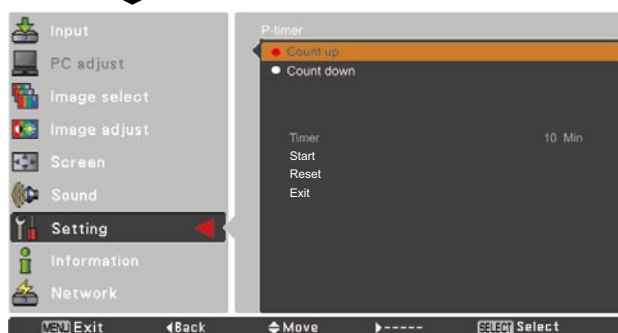 Input
PC adjust
Image select
Image adjust
Screen
Sound
Setting
Information
Network
P-timer
Count up
Count down
Timer 10 Min
Start
Reset
Exit
MENU Exit ◀Back ◆Move ▶----- SELECT Select